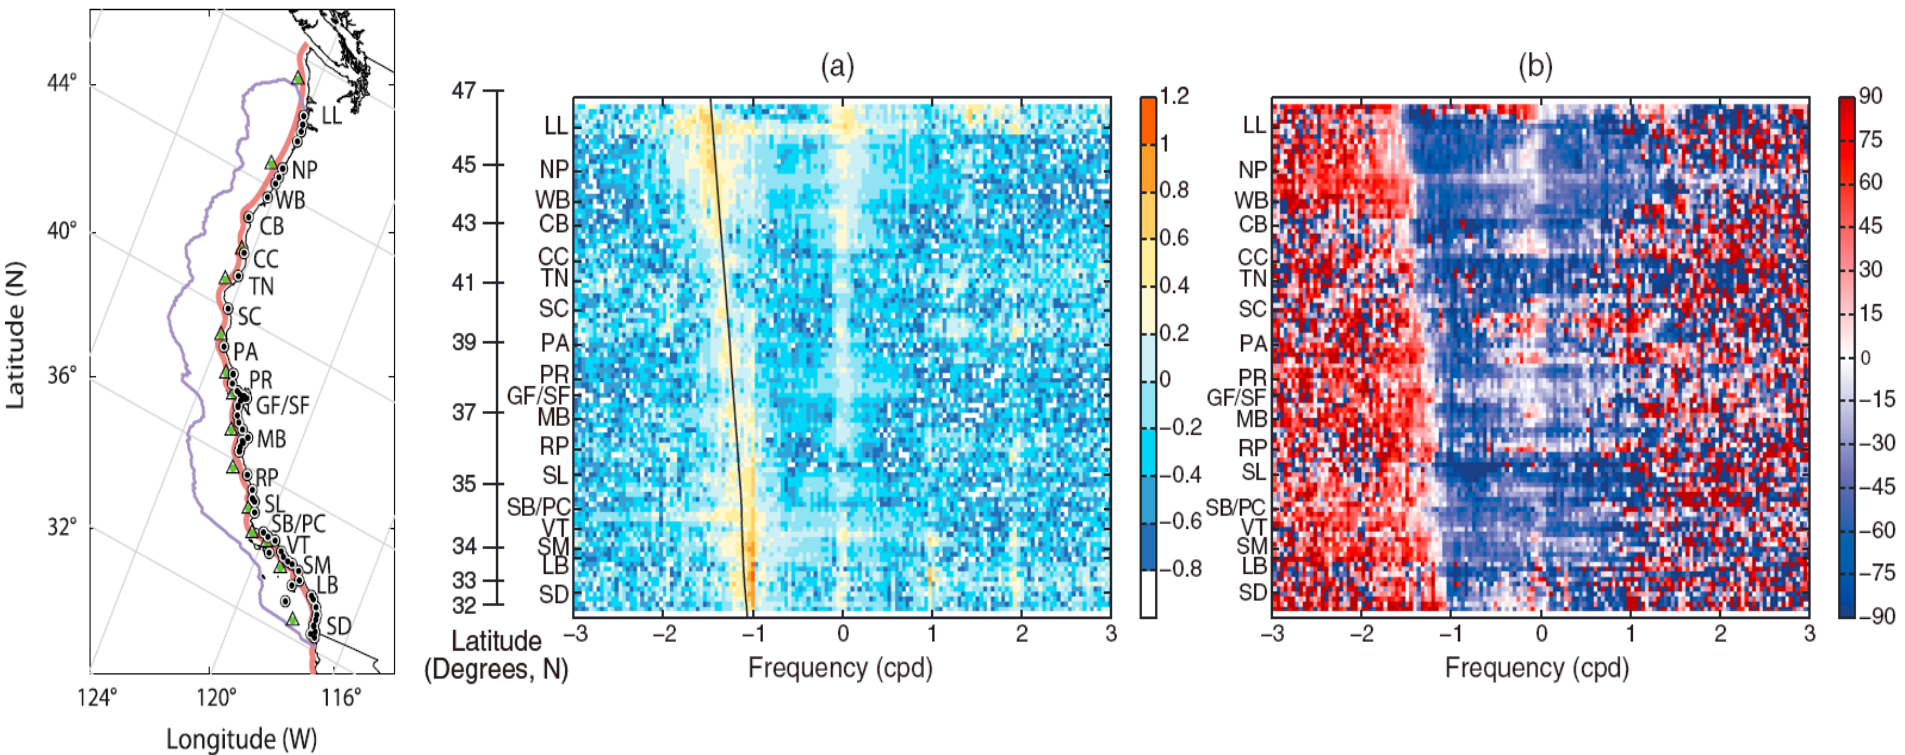 Latitude (N)
44°
40°
36°
32°
LL
NP
WB
CB
CC
TN
SC
PA
PR
GF/SF
MB
RP
SL
SB/PC
VT
SM
LB
SD
124°
120°
116°
Longitude (W)
(a)
47
45
43
41
39
37
35
34
33
32
Latitude
(Degrees, N)
LL
NP
WB
CB
CC
TN
SC
PA
PR
GF/SF
MB
RP
SL
SB/PC
VT
SM
LB
SD
−3
−2
−1
0
1
2
3
Frequency (cpd)
1.2
1
0.8
0.6
0.4
0.2
0
−0.2
−0.4
−0.6
−0.8
(b)
LL
NP
WB
CB
CC
TN
SC
PA
PR
GF/SF
MB
RP
SL
SB/PC
VT
SM
LB
SD
−3
−2
−1
0
1
2
3
Frequency (cpd)
90
75
60
45
30
15
0
−15
−30
−45
−60
−75
−90